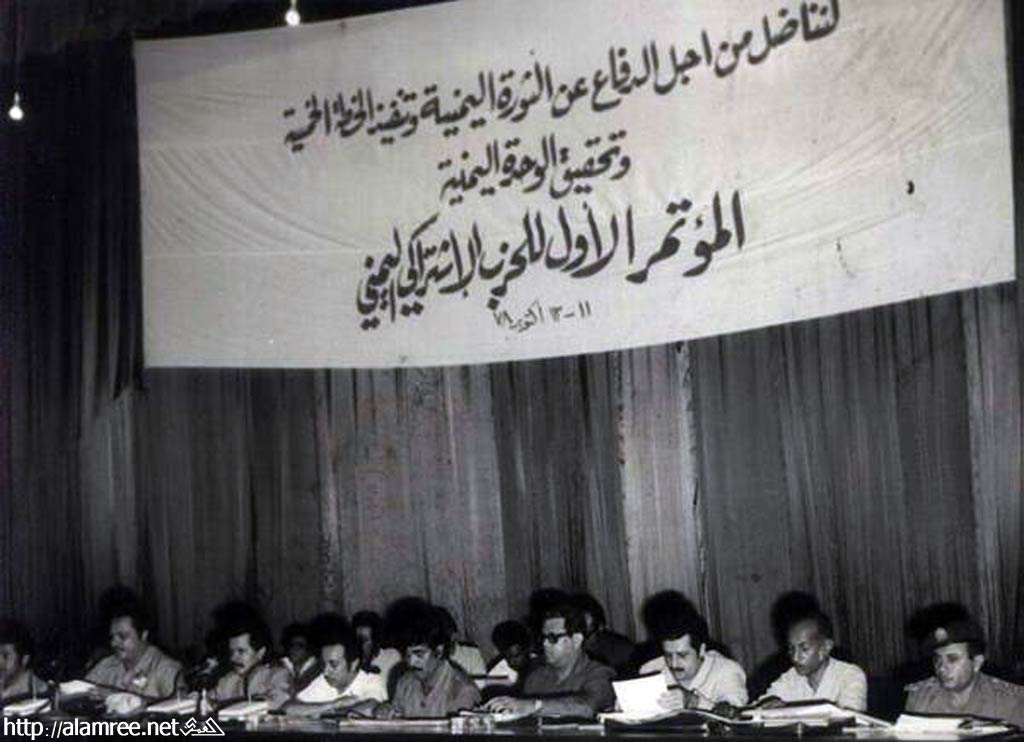 لنناضل من اجل الدفاع عن الثورة اليمنية وتنفيذ الخطة الخمسية
وتحقيق الوحدة اليمنية
المؤتمر الأول للحزب الإشتراكي اليمني
١١-١٣ أكتوبر ٧٨
http://alamree.net